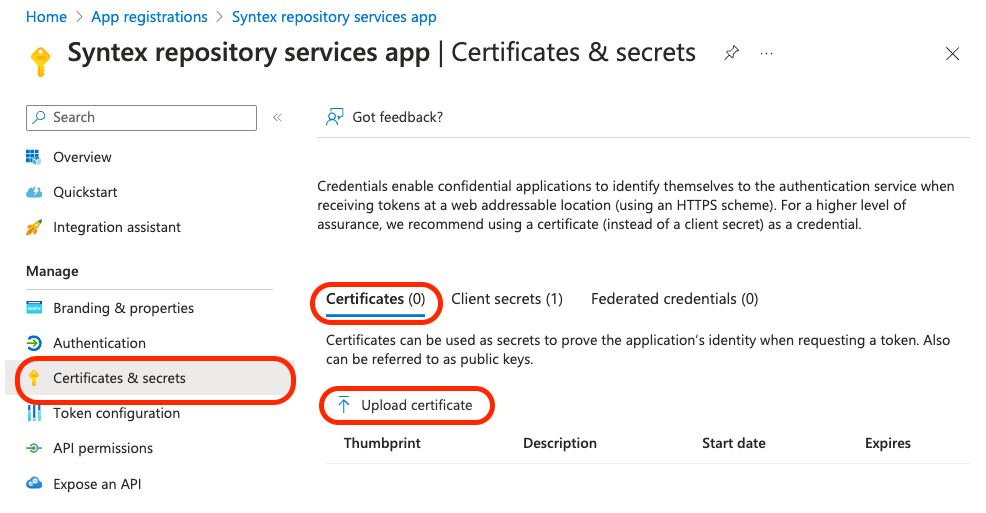 Home > App registrations > Syntex repository services app
Syntex repository services app | Certificates & secrets
Search
Got feedback?
Overview
Quickstart
Integration assistant
Manage
Branding & properties
Authentication
Certificates & secrets
Token configuration
API permissions
Expose an API
Credentials enable confidential applications to identify themselves to the authentication service when
receiving tokens at a web addressable location (using an HTTPS scheme). For a higher level of
assurance, we recommend using a certificate (instead of a client secret) as a credential.
Certificates (0) Client secrets (1) Federated credentials (0)
Certificates can be used as secrets to prove the application's identity when requesting a token. Also
can be referred to as public keys.
Upload certificate
Thumbprint Description Start date Expires